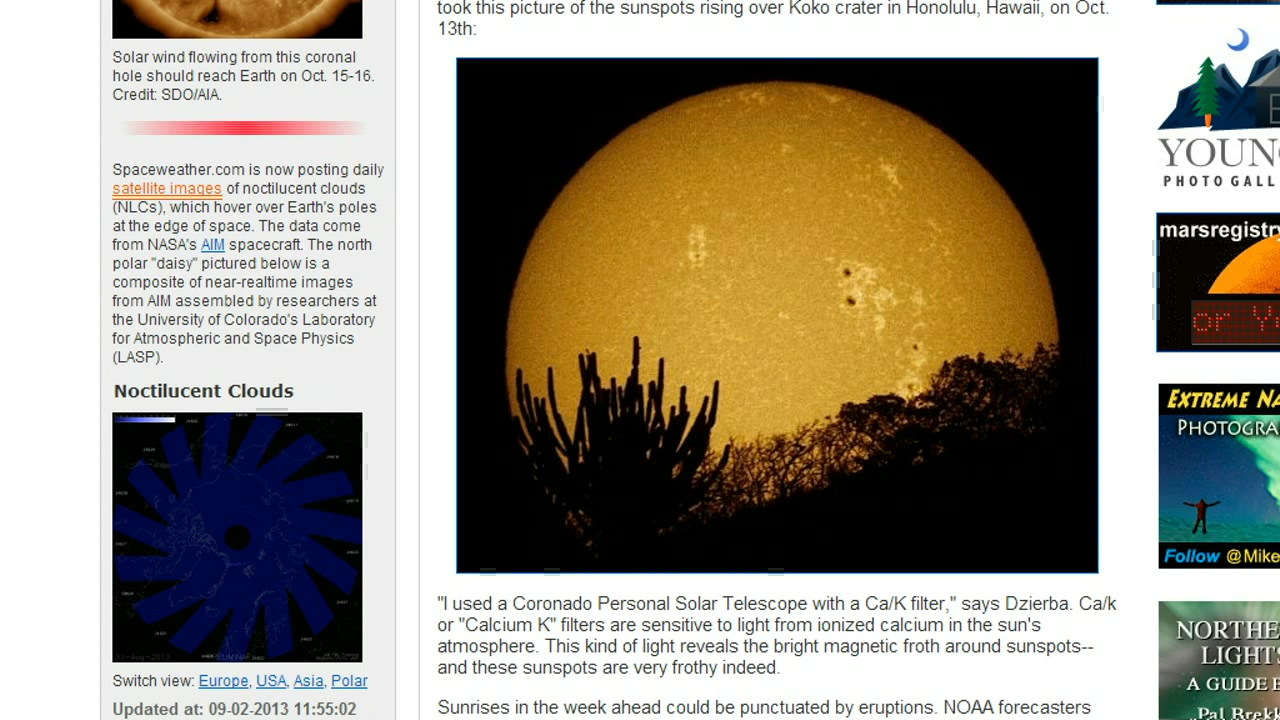 Solar wind flowing from this coronal
hole should reach Earth on Oct. 15-16.
Credit: SDO/AIA.
Spaceweather.com is now posting daily
satellite images of noctilucent clouds
(NLCs), which hover over Earth's poles
at the edge of space. The data come
from NASA's AIM spacecraft. The north
polar "daisy" pictured below is a
composite of near-realtime images
from AIM assembled by researchers at
the University of Colorado's Laboratory
for Atmospheric and Space Physics
(LASP).
Noctilucent Clouds
Switch view: Europe, USA, Asia, Polar
Updated at: 09-02-2013 11:55:02
took this picture of the sunspots rising over Koko crater in Honolulu, Hawaii, on Oct.
13th:
"I used a Coronado Personal Solar Telescope with a Ca/K filter," says Dzierba. Ca/k
or "Calcium K" filters are sensitive to light from ionized calcium in the sun's
atmosphere. This kind of light reveals the bright magnetic froth around sunspots--
and these sunspots are very frothy indeed.
Sunrises in the week ahead could be punctuated by eruptions. NOAA forecasters
YOUN
PHOTO GALL
marsregistry
or Y
EXTREME NA
PHOTOGRA
Follow @Mike
NORTHE
LIGHTS
A GUIDE B
Pal Brekk